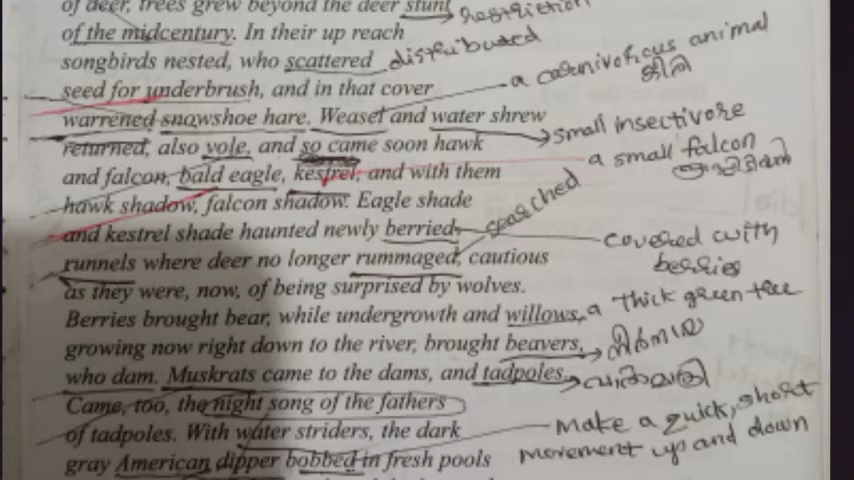 of deer, trees grew beyond the deer stunt
Restriction
of the midcentury. In their up reach
songbirds nested, who scattered distributed
seed for underbrush, and in that cover
a carnivorous animal
കീരി
warrened snowshoe hare. Weasel and water shrew
small insectivore
returned, also vole, and so came soon hawk
and falcon, bald eagle, kestrel, and with them
a small falcon
hawk shadow, falcon shadow. Eagle shade
searched
and kestrel shade haunted newly berried
covered with
berries
runnels where deer no longer rummaged, cautious
as they were, now, of being surprised by wolves.
Berries brought bear, while undergrowth and willows,
a thick green tree
growing now right down to the river, brought beavers,
who dam. Muskrats came to the dams, and tadpoles.
Came, too, the night song of the fathers
of tadpoles. With water striders, the dark
Make a quick, short
movement up and down
gray American dipper bobbed in fresh pools